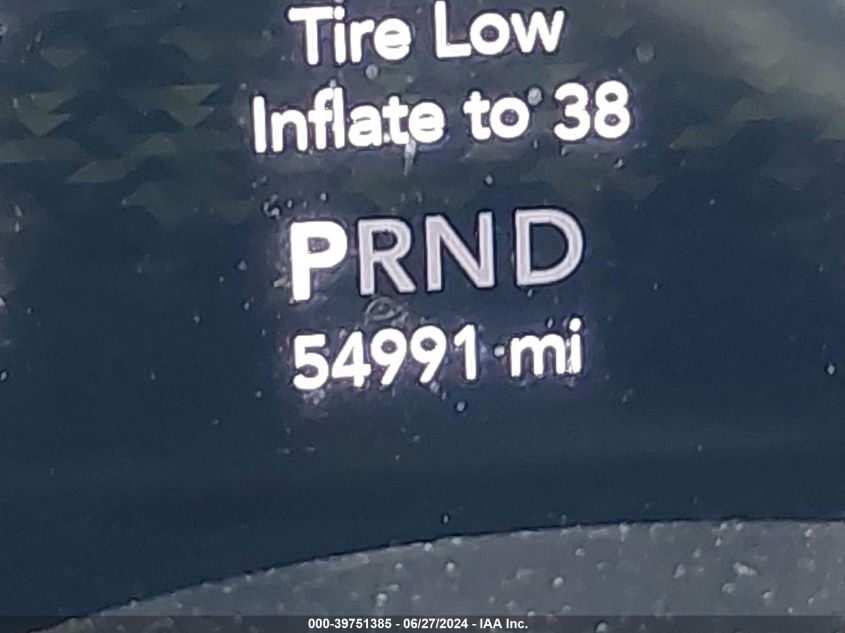 Tire Low
Inflate to 38
PRND
54991 mi
000-39751385 - 06/27/2024 - IAA Inc.